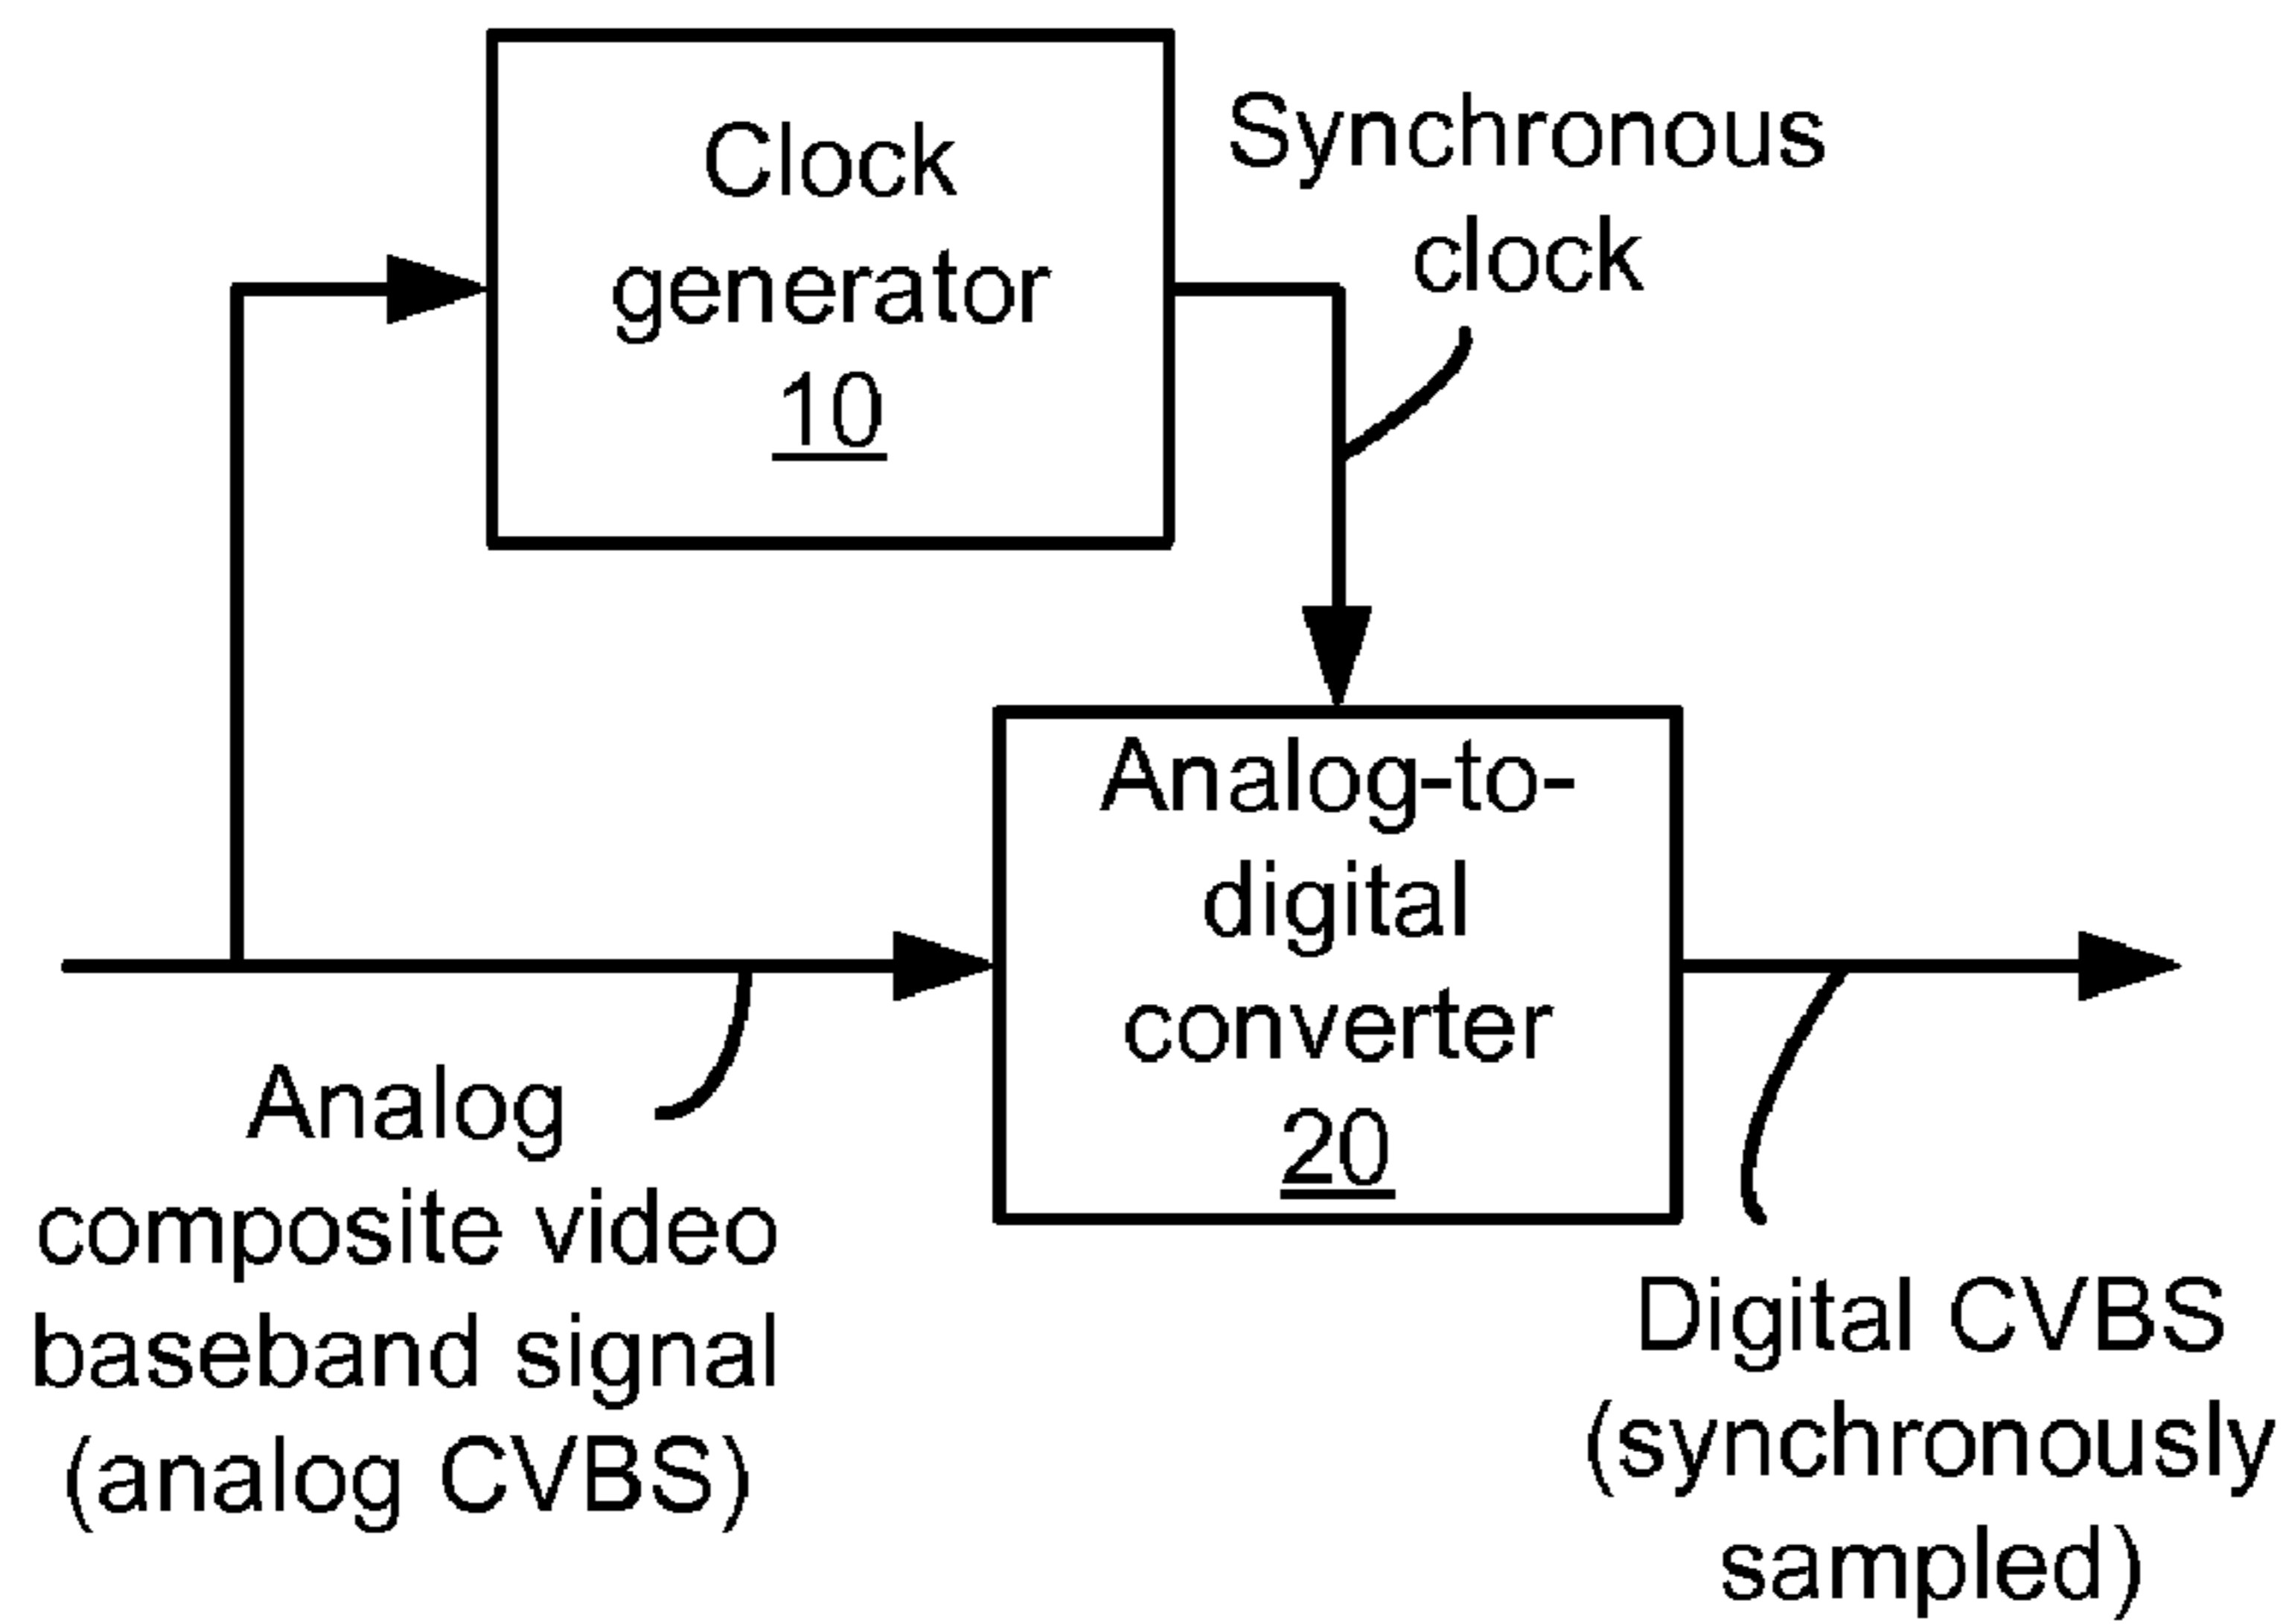 Clock
generator
10
Synchronous
clock
Analog-to-
digital
converter
20
Analog
composite video
baseband signal
(analog CVBS)
Digital CVBS
(synchronously
sampled)